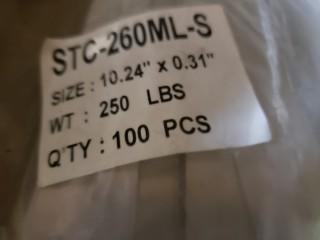 STC-260ML-S
SIZE : 10.24" x 0.31"
WT : 250 LBS
Q'TY : 100 PCS